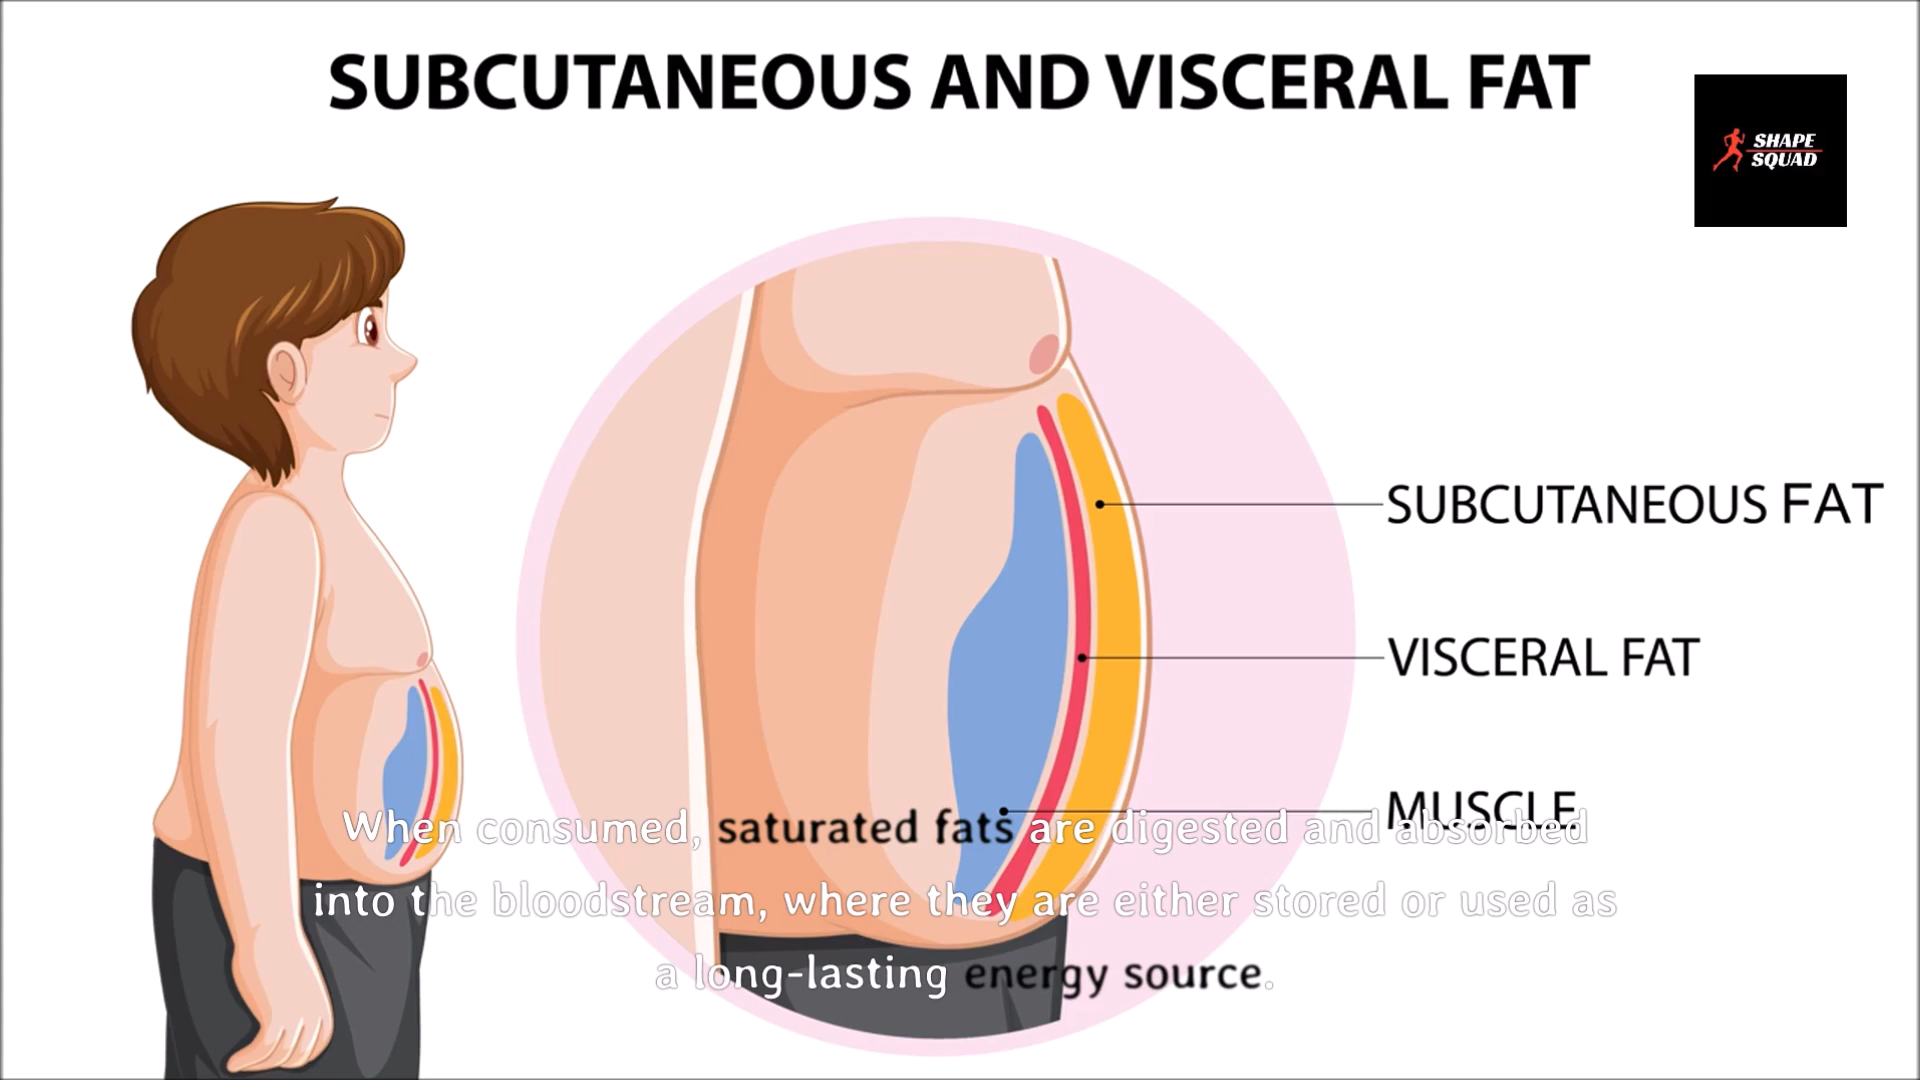 SUBCUTANEOUS AND VISCERAL FAT
SHAPE
SQUAD
SUBCUTANEOUS FAT
VISCERAL FAT
MUSCLE
When consumed, saturated fats are digested and absorbed
into the bloodstream, where they are either stored or used as
a long-lasting energy source.